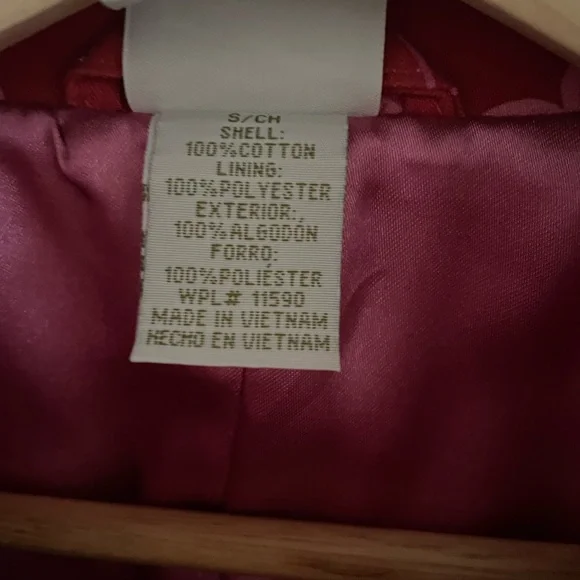 S/CH
SHELL:
100%COTTON
LINING:
100%POLYESTER
EXTERIOR:
100%ALGODÓN
FORRO:
100%POLIÉSTER
WPL# 11590
MADE IN VIETNAM
HECHO EN VIETNAM